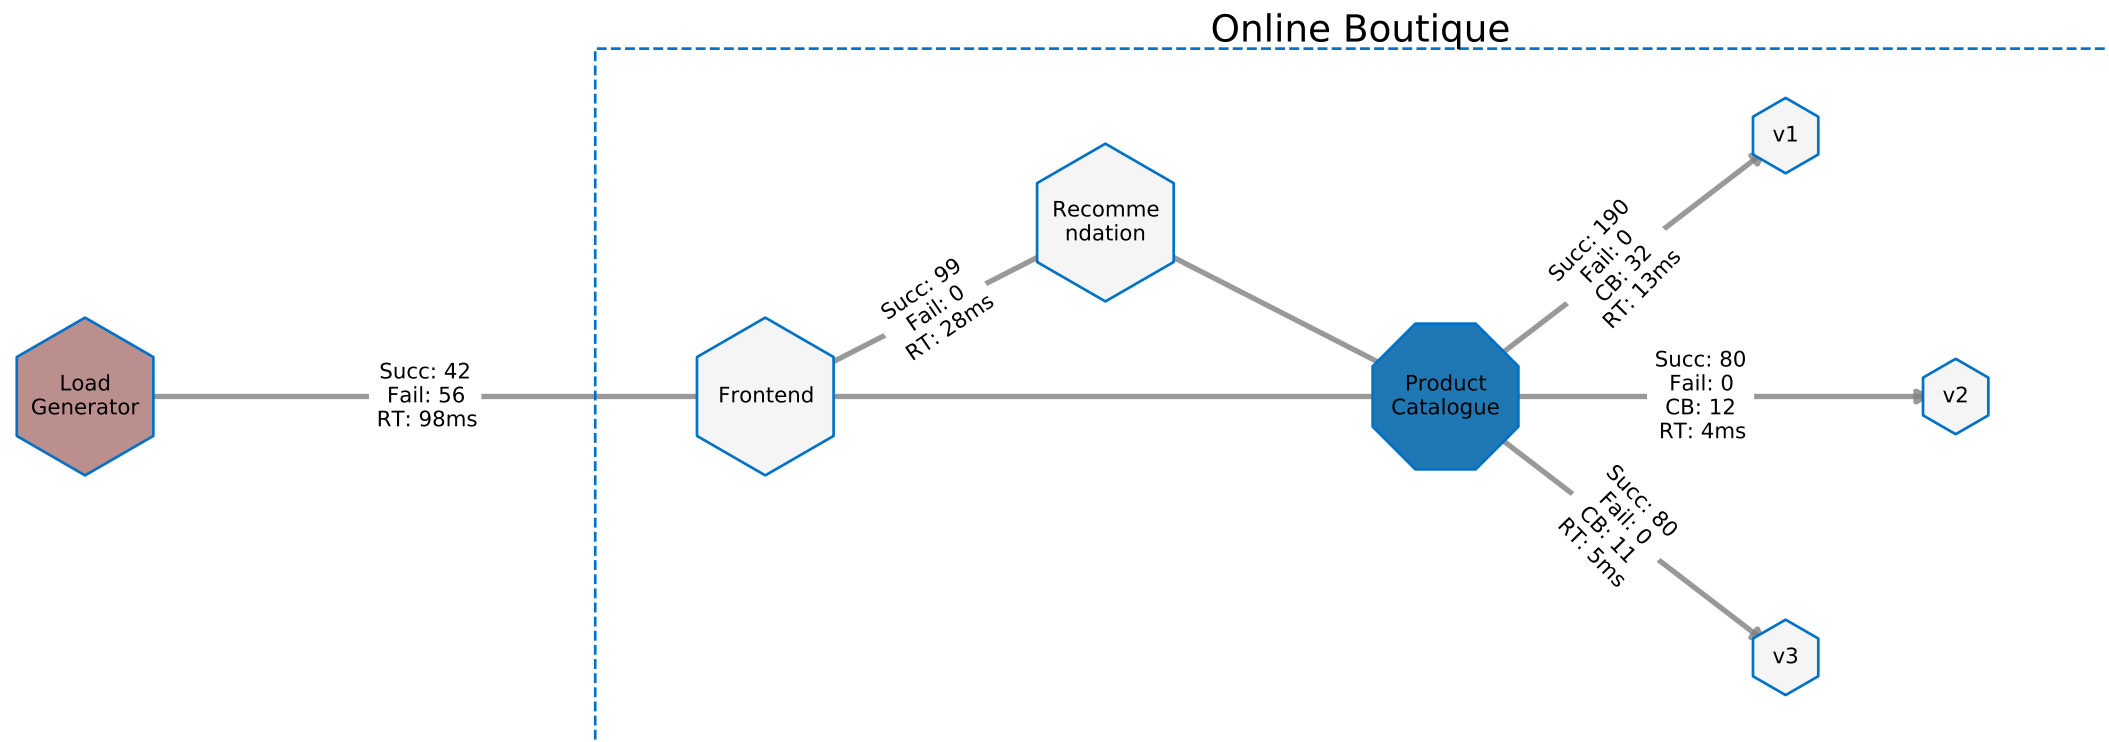 Online Boutique
Load
Generator
Succ: 42
Fail: 56
RT: 98ms
Frontend
Succ: 99
Fail: 0
RT: 28ms
Recomme
ndation
Product
Catalogue
Succ: 190
Fail: 0
CB: 32
RT: 13ms
v1
Succ: 80
Fail: 0
CB: 12
RT: 4ms
v2
Succ: 80
Fail: 0
CB: 11
RT: 5ms
v3